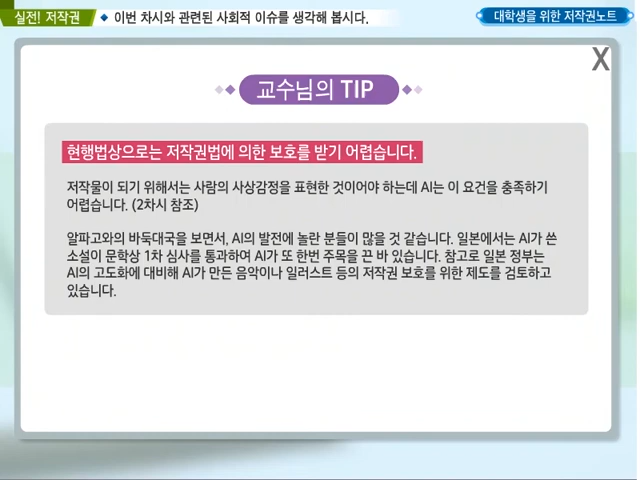 실전! 저작권
이번 차시와 관련된 사회적 이슈를 생각해 봅시다.
대학생을 위한 저작권노트
X
교수님의 TIP
현행법상으로는 저작권법에 의한 보호를 받기 어렵습니다.
저작물이 되기 위해서는 사람의 사상감정을 표현한 것이어야 하는데 AI는 이 요건을 충족하기
어렵습니다. (2차시 참조)
알파고와의 바둑대국을 보면서, AI의 발전에 놀란 분들이 많을 것 같습니다. 일본에서는 AI가 쓴
소설이 문학상 1차 심사를 통과하여 AI가 또 한번 주목을 끈 바 있습니다. 참고로 일본 정부는
AI의 고도화에 대비해 AI가 만든 음악이나 일러스트 등의 저작권 보호를 위한 제도를 검토하고
있습니다.